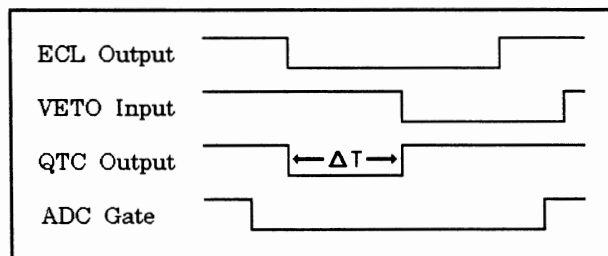 ECL Output
VETO Input
QTC Output
ΔT
ADC Gate